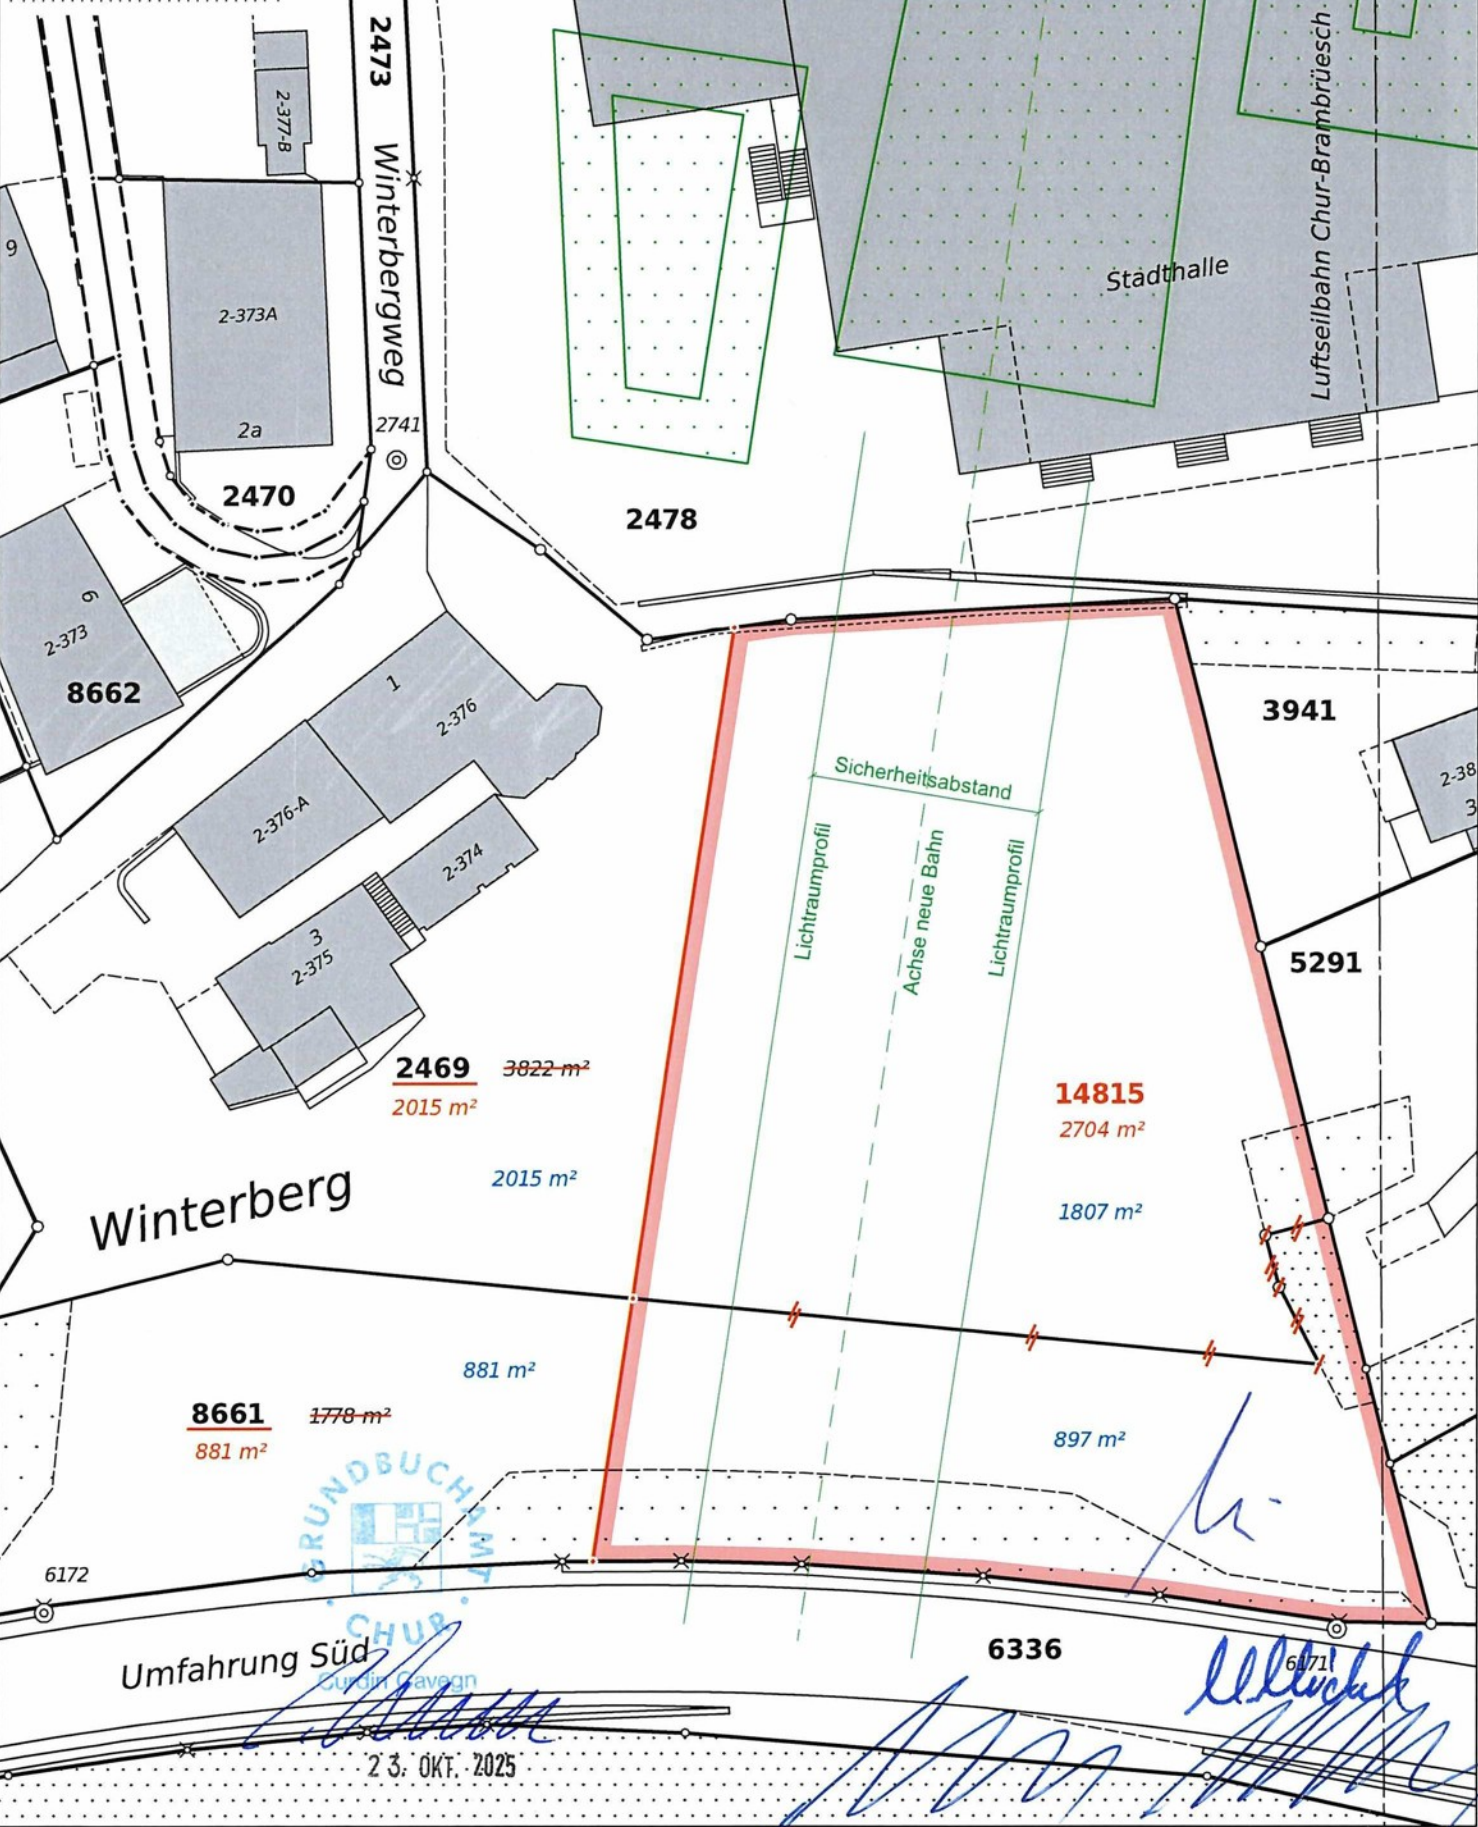 2473
Winterbergweg
2-377-B
9
2-373A
2a
2741
2470
2478
Stadthalle
Luftseilbahn Chur-Brambrüesch
6
2-373
8662
1
2-376
2-376-A
2-374
3
2-375
3941
2-38
3
5291
Sicherheitsabstand
Lichtraumprofil
Achse neue Bahn
Lichtraumprofil
2469 3822 m²
2015 m²
2015 m²
14815
2704 m²
1807 m²
Winterberg
881 m²
8661 1778 m²
881 m²
897 m²
GRUNDBUCHAMT
· CHUR ·
Curdin Cavegn
23. OKT. 2025
6172
Umfahrung Süd
6336
6171